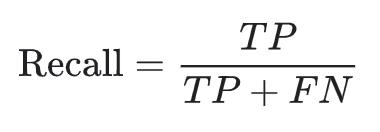 Recall = TP / TP + FN